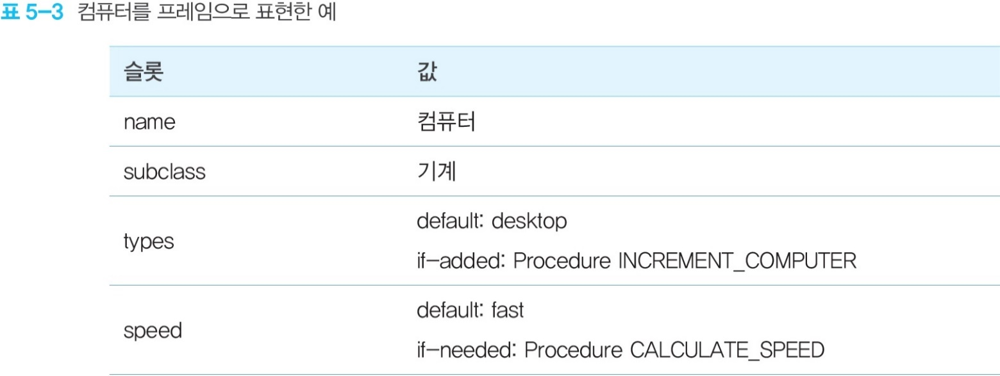 표 5-3 컴퓨터를 프레임으로 표현한 예
슬롯 값
name 컴퓨터
subclass 기계
types
default: desktop
if-added: Procedure INCREMENT_COMPUTER
speed
default: fast
if-needed: Procedure CALCULATE_SPEED